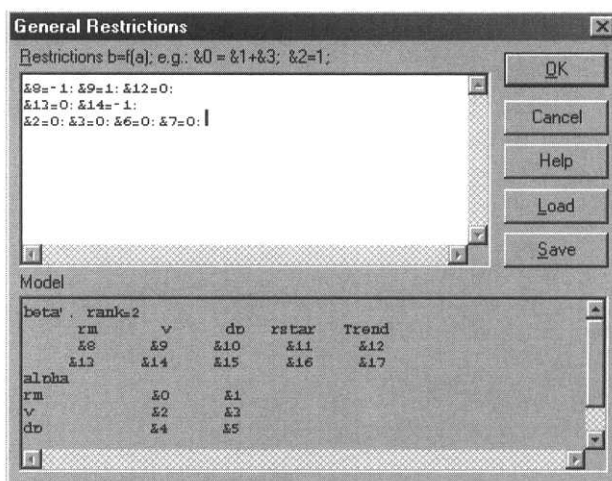 General Restrictions
Restrictions b=f(a); e.g.: &0 = &1+&3; &2=1;
&8=-1; &9=1; &12=0;
&13=0; &14=-1;
&2=0; &3=0; &6=0; &7=0;
OK
Cancel
Help
Load
Save
Model
beta', rank=2
rm y dp rstar Trend
&8 &9 &10 &11 &12
&13 &14 &15 &16 &17
alpha
rm &0 &1
y &2 &3
dp &4 &5